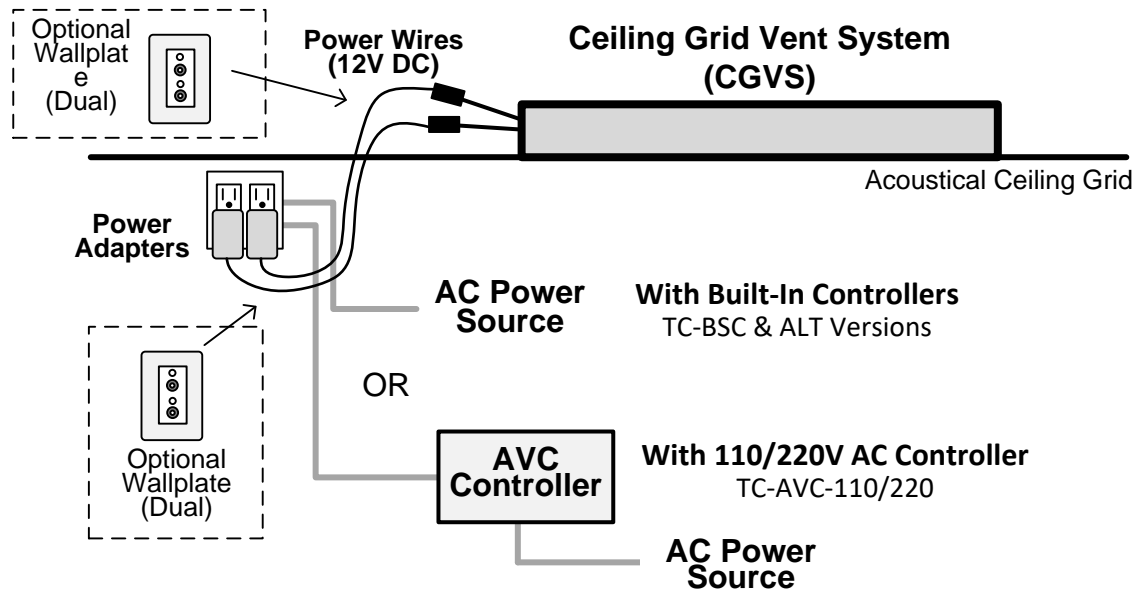 Optional
Wallplat
e
(Dual)
Power Wires
(12V DC)
Ceiling Grid Vent System
(CGVS)
Acoustical Ceiling Grid
Power
Adapters
AC Power
Source
With Built-In Controllers
TC-BSC & ALT Versions
OR
Optional
Wallplate
(Dual)
AVC
Controller
With 110/220V AC Controller
TC-AVC-110/220
AC Power
Source